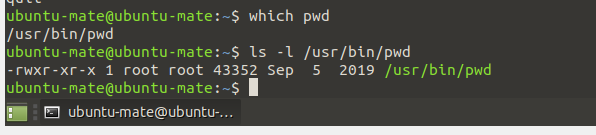 ubuntu-mate@ubuntu-mate:~$ which pwd
/usr/bin/pwd
ubuntu-mate@ubuntu-mate:~$ ls -l /usr/bin/pwd
-rwxr-xr-x 1 root root 43352 Sep  5  2019 /usr/bin/pwd
ubuntu-mate@ubuntu-mate:~$
ubuntu-mate@ubuntu-...